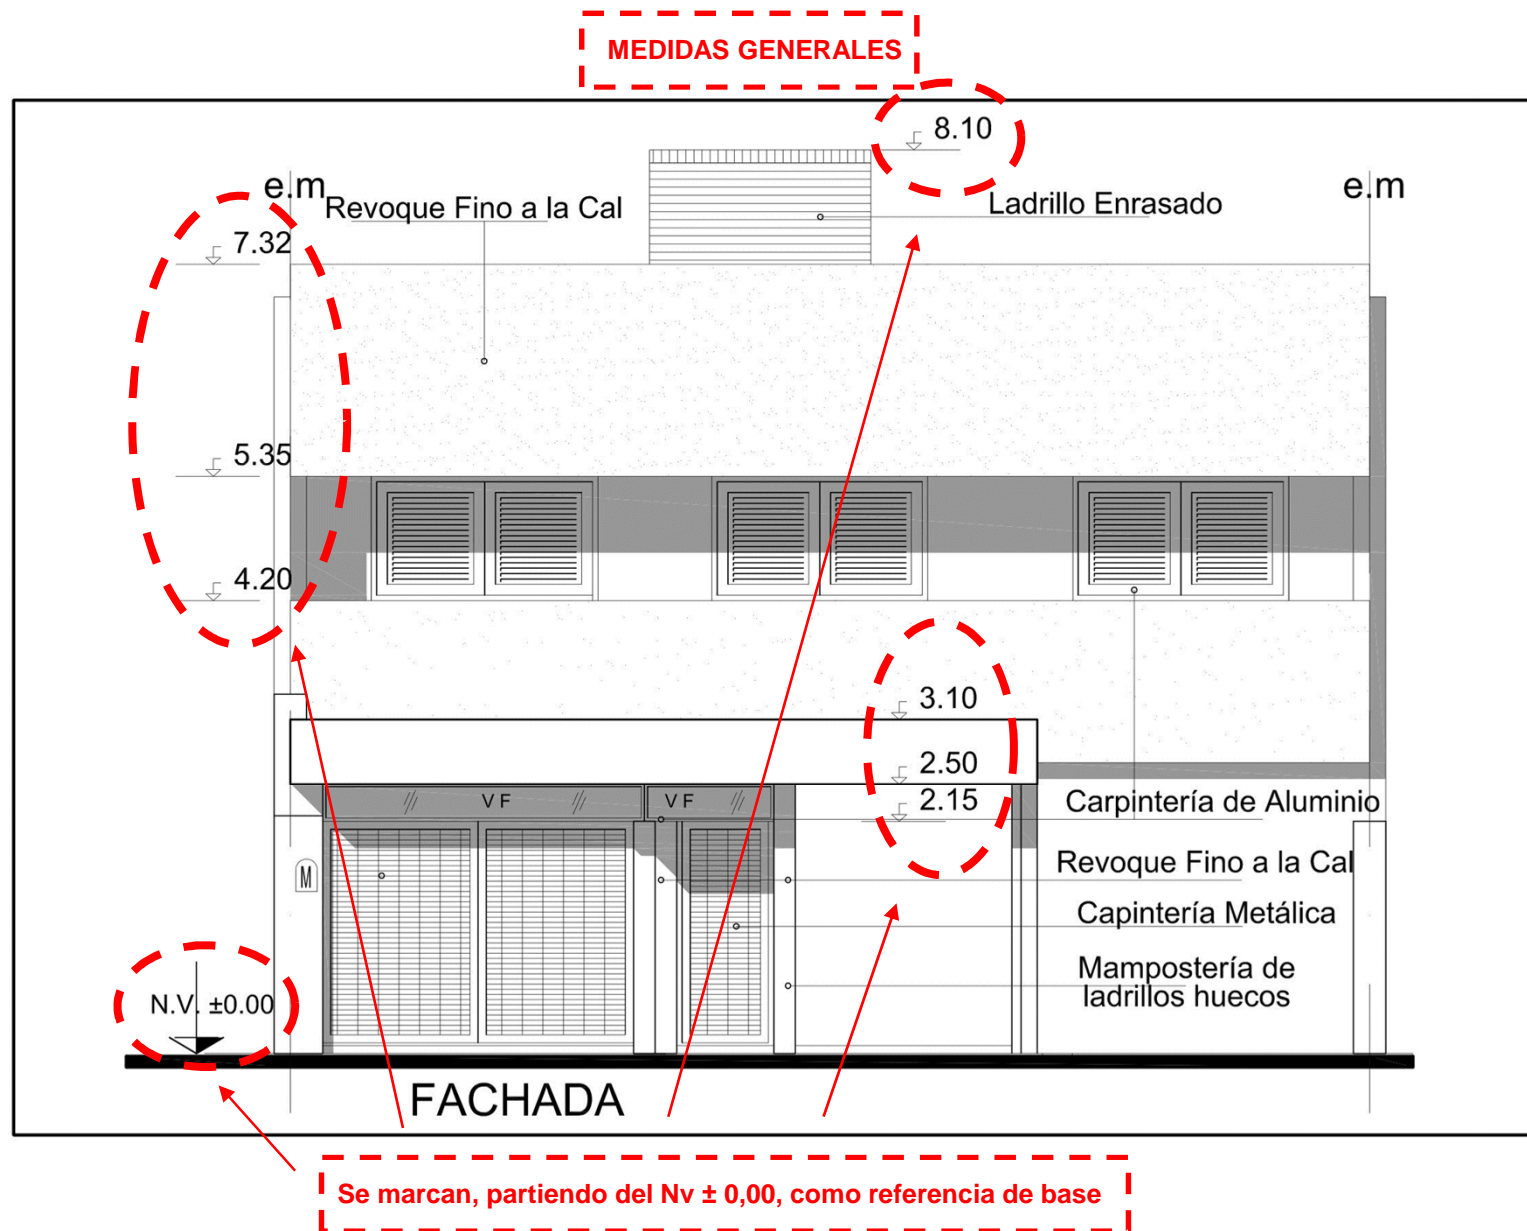 MEDIDAS GENERALES
8.10
e.m
e.m
Revoque Fino a la Cal
Ladrillo Enrasado
7.32
5.35
4.20
3.10
2.50
V F
V F
2.15
Carpintería de Aluminio
Revoque Fino a la Cal
M
Capintería Metálica
Mampostería de
ladrillos huecos
N.V. ±0.00
FACHADA
Se marcan, partiendo del Nv ± 0,00, como referencia de base